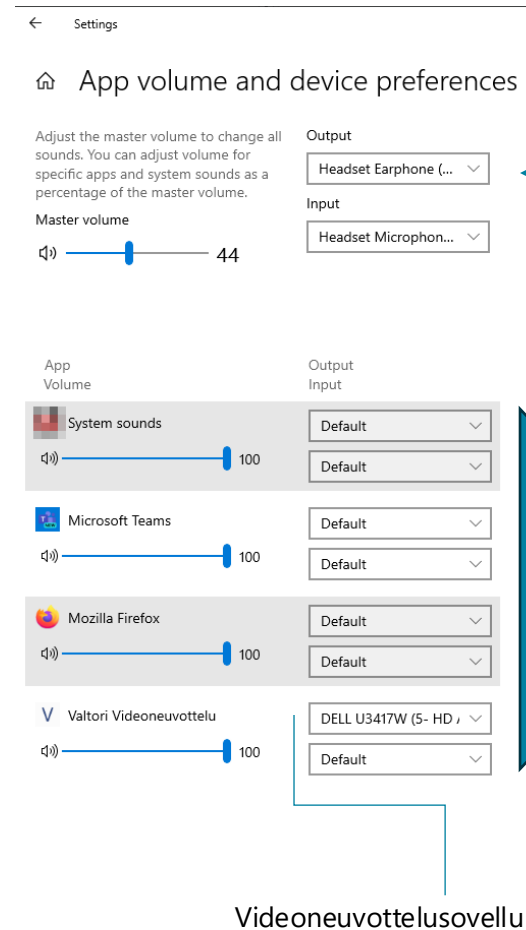 Settings
App volume and device preferences
Adjust the master volume to change all
sounds. You can adjust volume for
specific apps and system sounds as a
percentage of the master volume.
Master volume
44
Output
Headset Earphone (...
Input
Headset Microphon...
App
Volume
Output
Input
System sounds
100
Default
Default
Microsoft Teams
100
Default
Default
Mozilla Firefox
100
Default
Default
Valtori Videoneuvottelu
100
DELL U3417W (5- HD
Default
Videoneuvottelusovellu